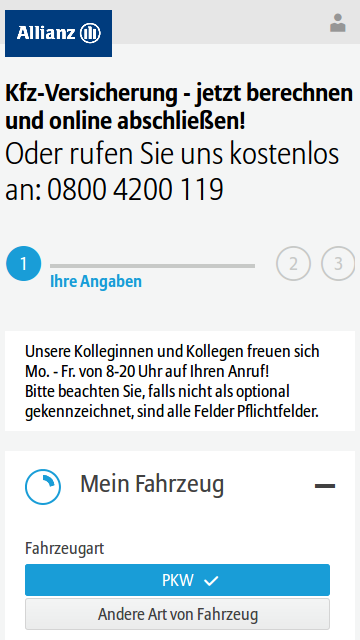 Allianz
Kfz-Versicherung - jetzt berechnen
und online abschließen!
Oder rufen Sie uns kostenlos
an: 0800 4200 119
1
2
3
Ihre Angaben
Unsere Kolleginnen und Kollegen freuen sich
Mo. - Fr. von 8-20 Uhr auf Ihren Anruf!
Bitte beachten Sie, falls nicht als optional
gekennzeichnet, sind alle Felder Pflichtfelder.
Mein Fahrzeug
Fahrzeugart
PKW
Andere Art von Fahrzeug